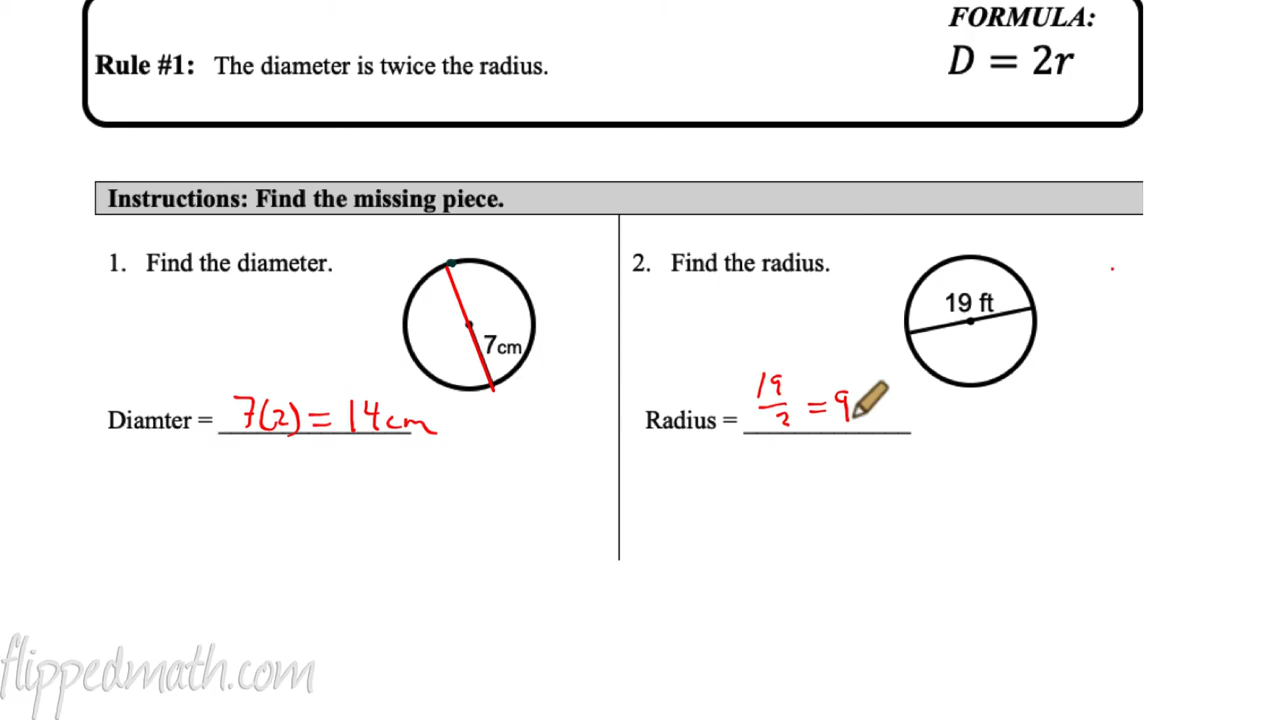 FORMULA:
Rule #1: The diameter is twice the radius.
D = 2r
Instructions: Find the missing piece.
1. Find the diameter.
7cm
Diamter = 7(2) = 14cm
2. Find the radius.
19 ft
Radius = 19/2 = 9
flippedmath.com